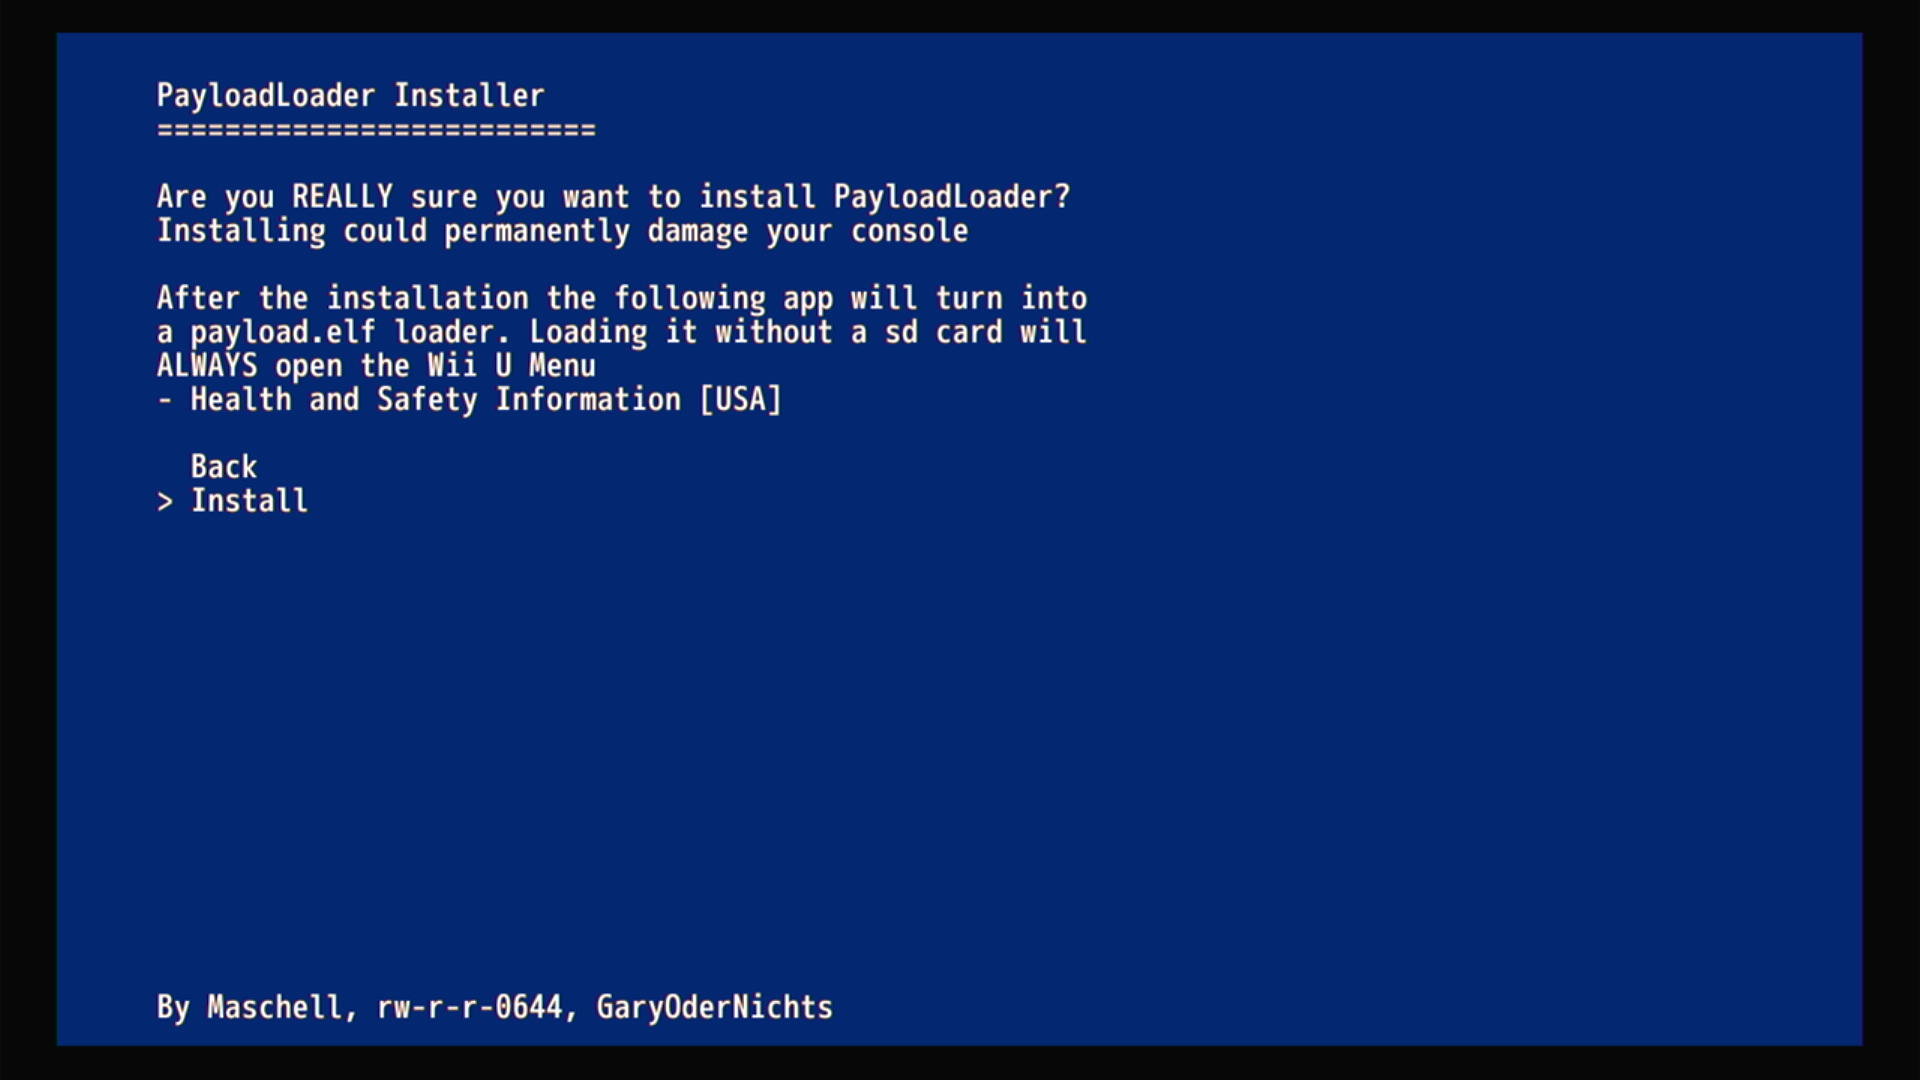 PayloadLoader Installer
==========================
Are you REALLY sure you want to install PayloadLoader?
Installing could permanently damage your console
After the installation the following app will turn into
a payload.elf loader. Loading it without a sd card will
ALWAYS open the Wii U Menu
- Health and Safety Information [USA]
Back
> Install
By Maschell, rw-r-r-0644, GaryOderNichts